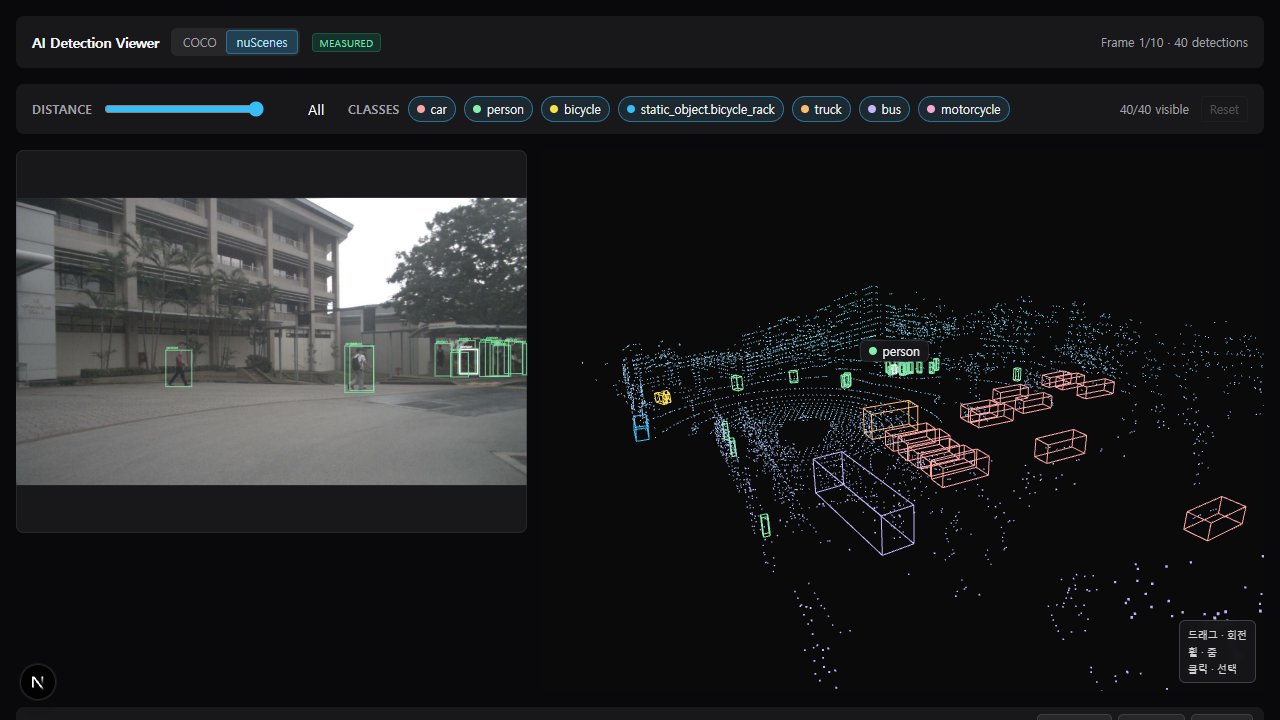 AI Detection Viewer COCO nuScenes MEASURED Frame 1/10 · 40 detections
DISTANCE All CLASSES car person bicycle static_object.bicycle_rack truck bus motorcycle 40/40 visible Reset
person
드래그 · 회전
휠 · 줌
클릭 · 선택
N